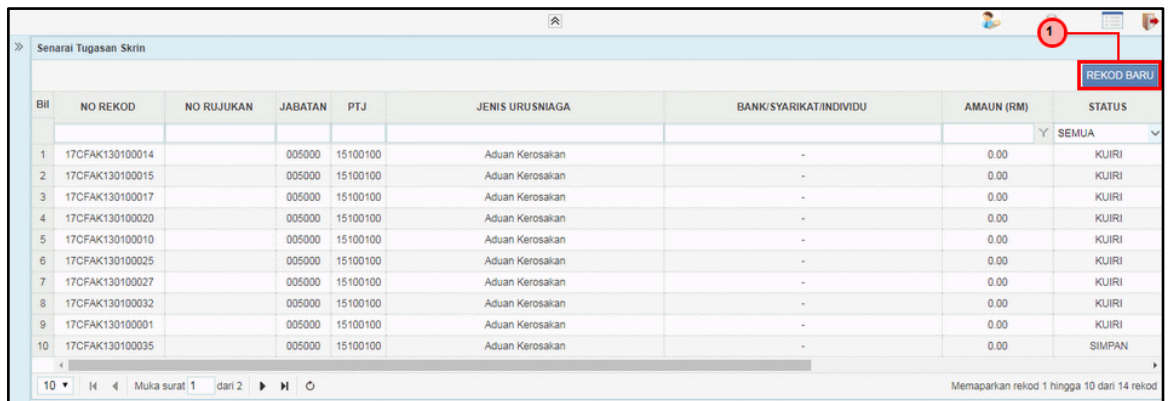 1
Senarai Tugasan Skrin
REKOD BARU
Bil NO REKOD NO RUJUKAN JABATAN PTJ JENIS URUSNIAGA BANK/SYARIKAT/INDIVIDU AMAUN (RM) STATUS
SEMUA
1 17CFAK130100014 005000 15100100 Aduan Kerosakan - 0.00 KUIRI
2 17CFAK130100015 005000 15100100 Aduan Kerosakan - 0.00 KUIRI
3 17CFAK130100017 005000 15100100 Aduan Kerosakan - 0.00 KUIRI
4 17CFAK130100020 005000 15100100 Aduan Kerosakan - 0.00 KUIRI
5 17CFAK130100010 005000 15100100 Aduan Kerosakan - 0.00 KUIRI
6 17CFAK130100025 005000 15100100 Aduan Kerosakan - 0.00 KUIRI
7 17CFAK130100027 005000 15100100 Aduan Kerosakan - 0.00 KUIRI
8 17CFAK130100032 005000 15100100 Aduan Kerosakan - 0.00 KUIRI
9 17CFAK130100001 005000 15100100 Aduan Kerosakan - 0.00 KUIRI
10 17CFAK130100035 005000 15100100 Aduan Kerosakan - 0.00 SIMPAN
10 Muka surat 1 dari 2 Memaparkan rekod 1 hingga 10 dari 14 rekod